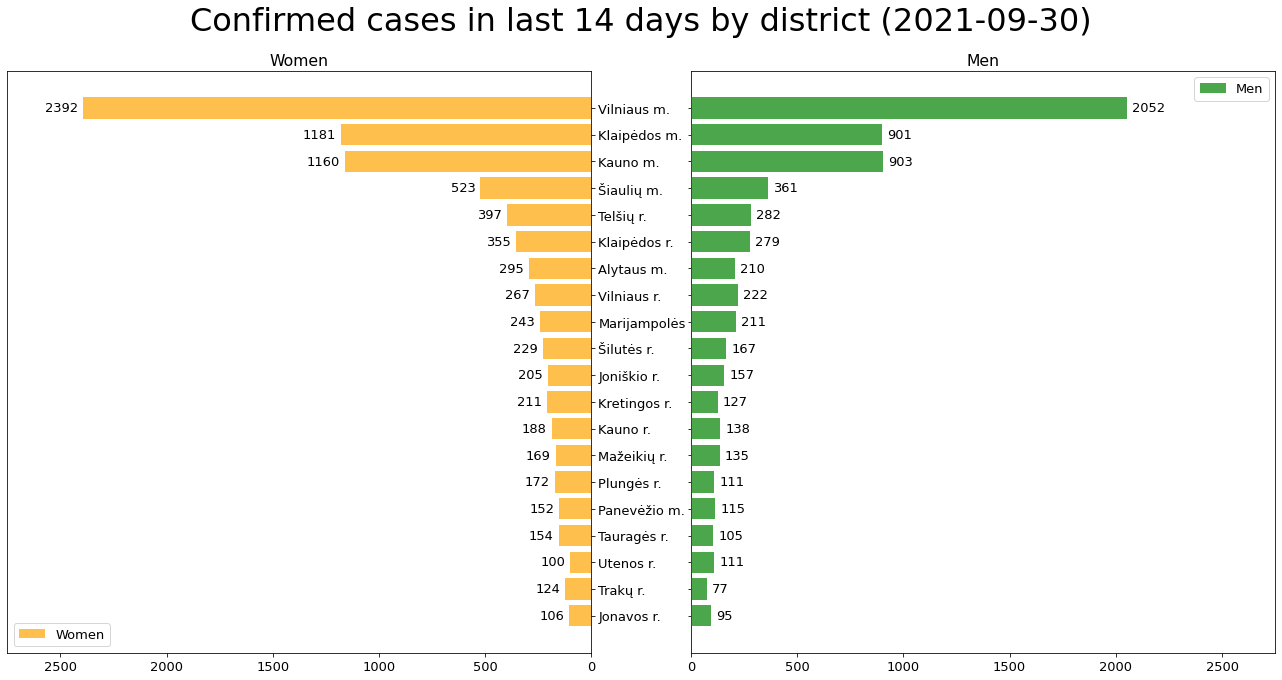 Confirmed cases in last 14 days by district (2021-09-30)
Women
Men
Men
2392 Vilniaus m. 2052
1181 Klaipėdos m. 901
1160 Kauno m. 903
523 Šiaulių m. 361
397 Telšių r. 282
355 Klaipėdos r. 279
295 Alytaus m. 210
267 Vilniaus r. 222
243 Marijampolės 211
229 Šilutės r. 167
205 Joniškio r. 157
211 Kretingos r. 127
188 Kauno r. 138
169 Mažeikių r. 135
172 Plungės r. 111
152 Panevėžio m. 115
154 Tauragės r. 105
100 Utenos r. 111
124 Trakų r. 77
106 Jonavos r. 95
Women
2500 2000 1500 1000 500 0
0 500 1000 1500 2000 2500